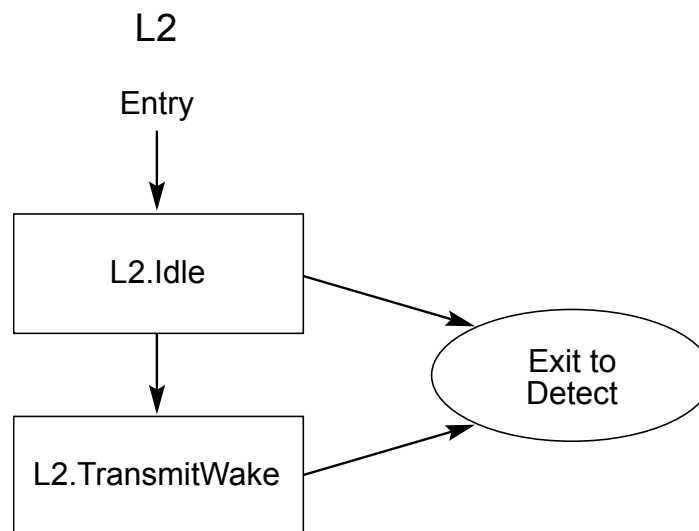 L2
Entry
L2.Idle
Exit to
Detect
L2.TransmitWake